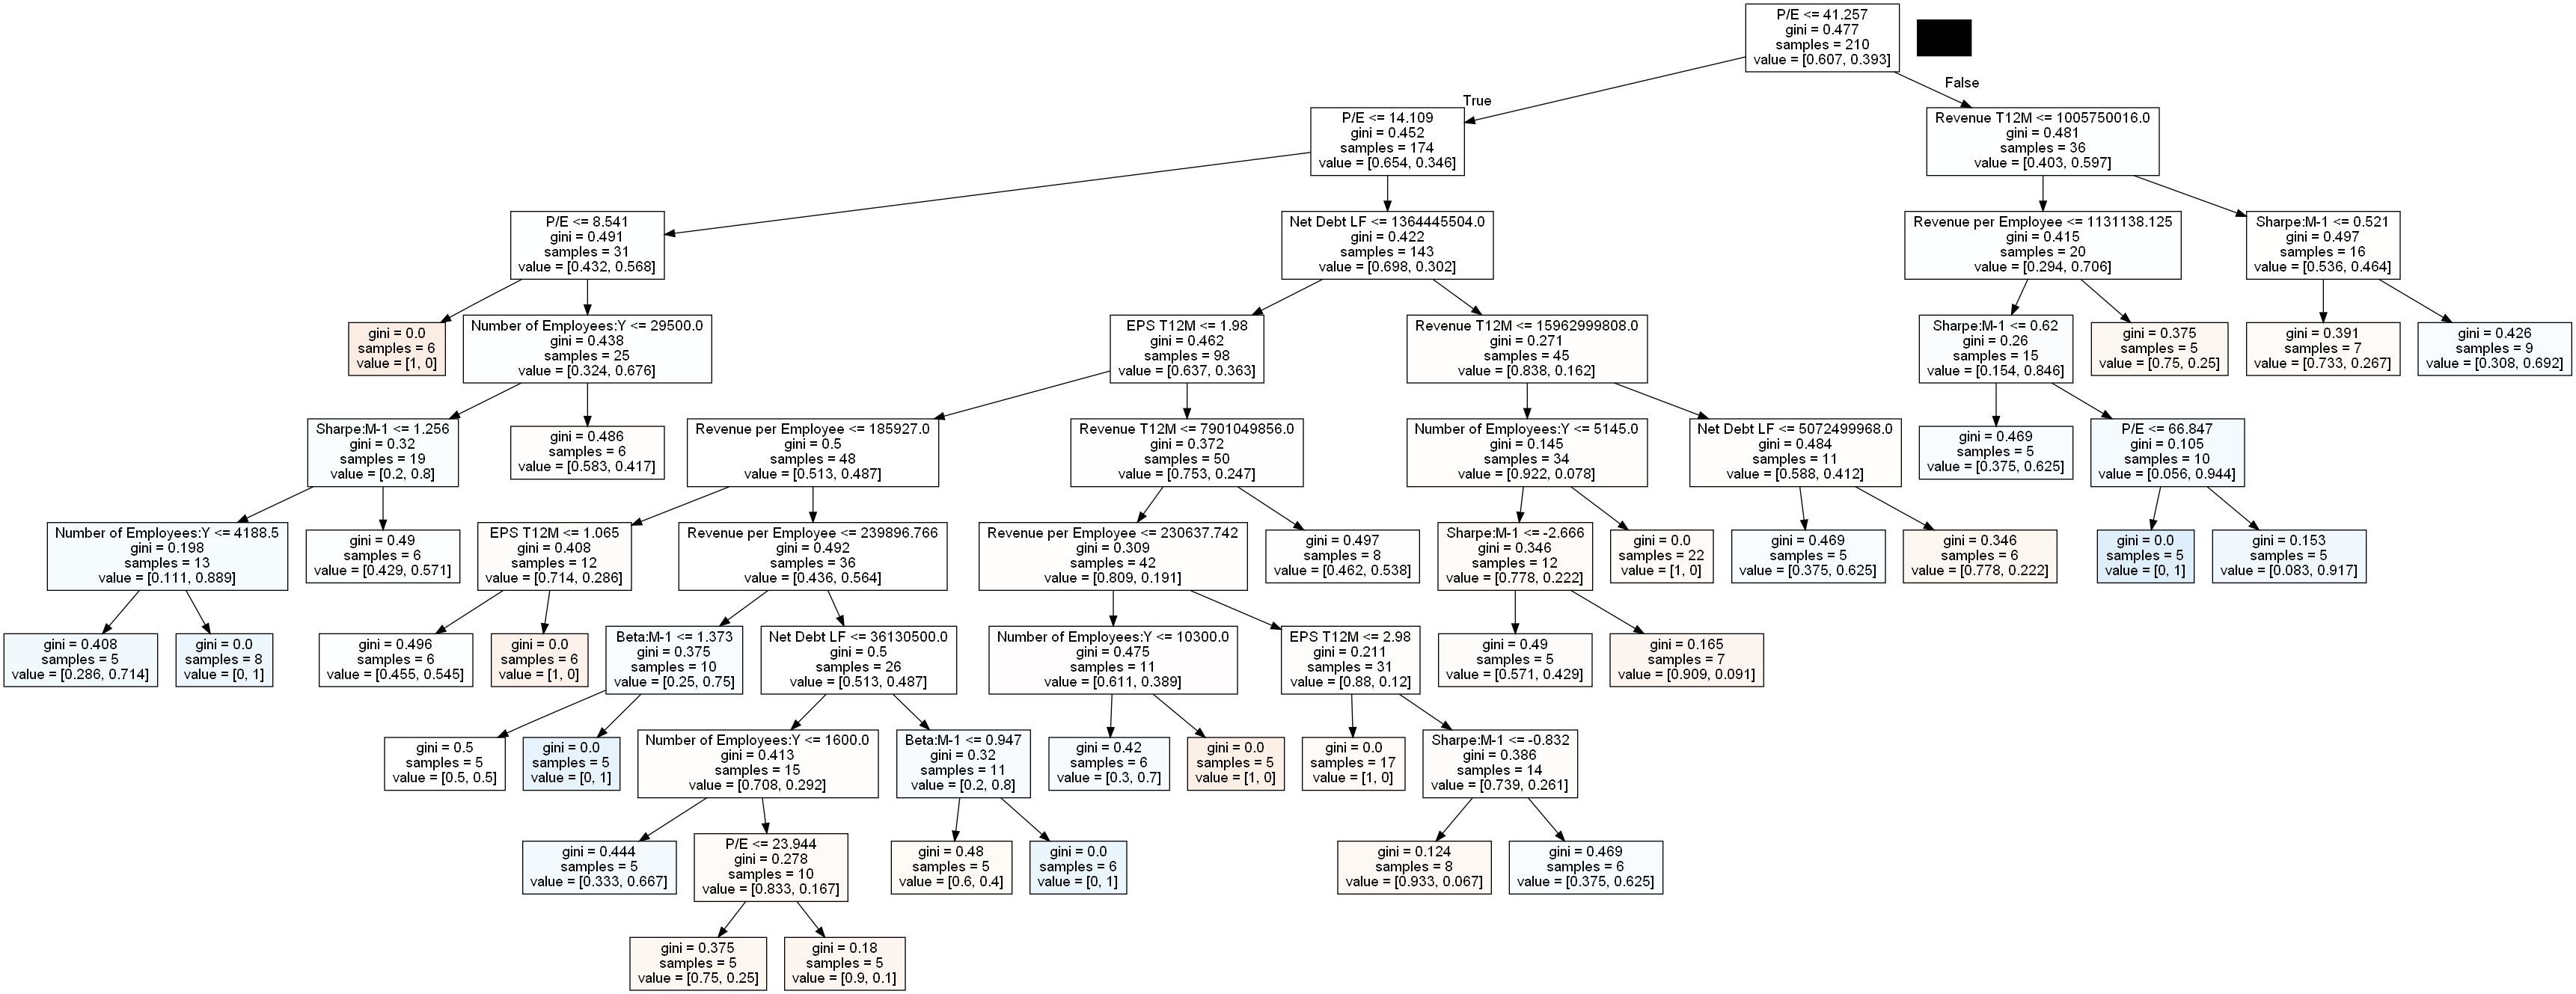 P/E <= 41.257
gini = 0.477
samples = 210
value = [0.607, 0.393]
True
False
P/E <= 14.109
gini = 0.452
samples = 174
value = [0.654, 0.346]
Revenue T12M <= 1005750016.0
gini = 0.481
samples = 36
value = [0.403, 0.597]
P/E <= 8.541
gini = 0.491
samples = 31
value = [0.432, 0.568]
Net Debt LF <= 1364445504.0
gini = 0.422
samples = 143
value = [0.698, 0.302]
Revenue per Employee <= 1131138.125
gini = 0.415
samples = 20
value = [0.294, 0.706]
Sharpe:M-1 <= 0.521
gini = 0.497
samples = 16
value = [0.536, 0.464]
gini = 0.0
samples = 6
value = [1, 0]
Number of Employees:Y <= 29500.0
gini = 0.438
samples = 25
value = [0.324, 0.676]
EPS T12M <= 1.98
gini = 0.462
samples = 98
value = [0.637, 0.363]
Revenue T12M <= 15962999808.0
gini = 0.271
samples = 45
value = [0.838, 0.162]
Sharpe:M-1 <= 0.62
gini = 0.26
samples = 15
value = [0.154, 0.846]
gini = 0.375
samples = 5
value = [0.75, 0.25]
gini = 0.391
samples = 7
value = [0.733, 0.267]
gini = 0.426
samples = 9
value = [0.308, 0.692]
Sharpe:M-1 <= 1.256
gini = 0.32
samples = 19
value = [0.2, 0.8]
gini = 0.486
samples = 6
value = [0.583, 0.417]
Revenue per Employee <= 185927.0
gini = 0.5
samples = 48
value = [0.513, 0.487]
Revenue T12M <= 7901049856.0
gini = 0.372
samples = 50
value = [0.753, 0.247]
Number of Employees:Y <= 5145.0
gini = 0.145
samples = 34
value = [0.922, 0.078]
Net Debt LF <= 5072499968.0
gini = 0.484
samples = 11
value = [0.588, 0.412]
gini = 0.469
samples = 5
value = [0.375, 0.625]
P/E <= 66.847
gini = 0.105
samples = 10
value = [0.056, 0.944]
Number of Employees:Y <= 4188.5
gini = 0.198
samples = 13
value = [0.111, 0.889]
gini = 0.49
samples = 6
value = [0.429, 0.571]
EPS T12M <= 1.065
gini = 0.408
samples = 12
value = [0.714, 0.286]
Revenue per Employee <= 239896.766
gini = 0.492
samples = 36
value = [0.436, 0.564]
Revenue per Employee <= 230637.742
gini = 0.309
samples = 42
value = [0.809, 0.191]
gini = 0.497
samples = 8
value = [0.462, 0.538]
Sharpe:M-1 <= -2.666
gini = 0.346
samples = 12
value = [0.778, 0.222]
gini = 0.0
samples = 22
value = [1, 0]
gini = 0.469
samples = 5
value = [0.375, 0.625]
gini = 0.346
samples = 6
value = [0.778, 0.222]
gini = 0.0
samples = 5
value = [0, 1]
gini = 0.153
samples = 5
value = [0.083, 0.917]
gini = 0.408
samples = 5
value = [0.286, 0.714]
gini = 0.0
samples = 8
value = [0, 1]
gini = 0.496
samples = 6
value = [0.455, 0.545]
gini = 0.0
samples = 6
value = [1, 0]
Beta:M-1 <= 1.373
gini = 0.375
samples = 10
value = [0.25, 0.75]
Net Debt LF <= 36130500.0
gini = 0.5
samples = 26
value = [0.513, 0.487]
Number of Employees:Y <= 10300.0
gini = 0.475
samples = 11
value = [0.611, 0.389]
EPS T12M <= 2.98
gini = 0.211
samples = 31
value = [0.88, 0.12]
gini = 0.49
samples = 5
value = [0.571, 0.429]
gini = 0.165
samples = 7
value = [0.909, 0.091]
gini = 0.5
samples = 5
value = [0.5, 0.5]
gini = 0.0
samples = 5
value = [0, 1]
Number of Employees:Y <= 1600.0
gini = 0.413
samples = 15
value = [0.708, 0.292]
Beta:M-1 <= 0.947
gini = 0.32
samples = 11
value = [0.2, 0.8]
gini = 0.42
samples = 6
value = [0.3, 0.7]
gini = 0.0
samples = 5
value = [1, 0]
gini = 0.0
samples = 17
value = [1, 0]
Sharpe:M-1 <= -0.832
gini = 0.386
samples = 14
value = [0.739, 0.261]
gini = 0.444
samples = 5
value = [0.333, 0.667]
P/E <= 23.944
gini = 0.278
samples = 10
value = [0.833, 0.167]
gini = 0.48
samples = 5
value = [0.6, 0.4]
gini = 0.0
samples = 6
value = [0, 1]
gini = 0.124
samples = 8
value = [0.933, 0.067]
gini = 0.469
samples = 6
value = [0.375, 0.625]
gini = 0.375
samples = 5
value = [0.75, 0.25]
gini = 0.18
samples = 5
value = [0.9, 0.1]